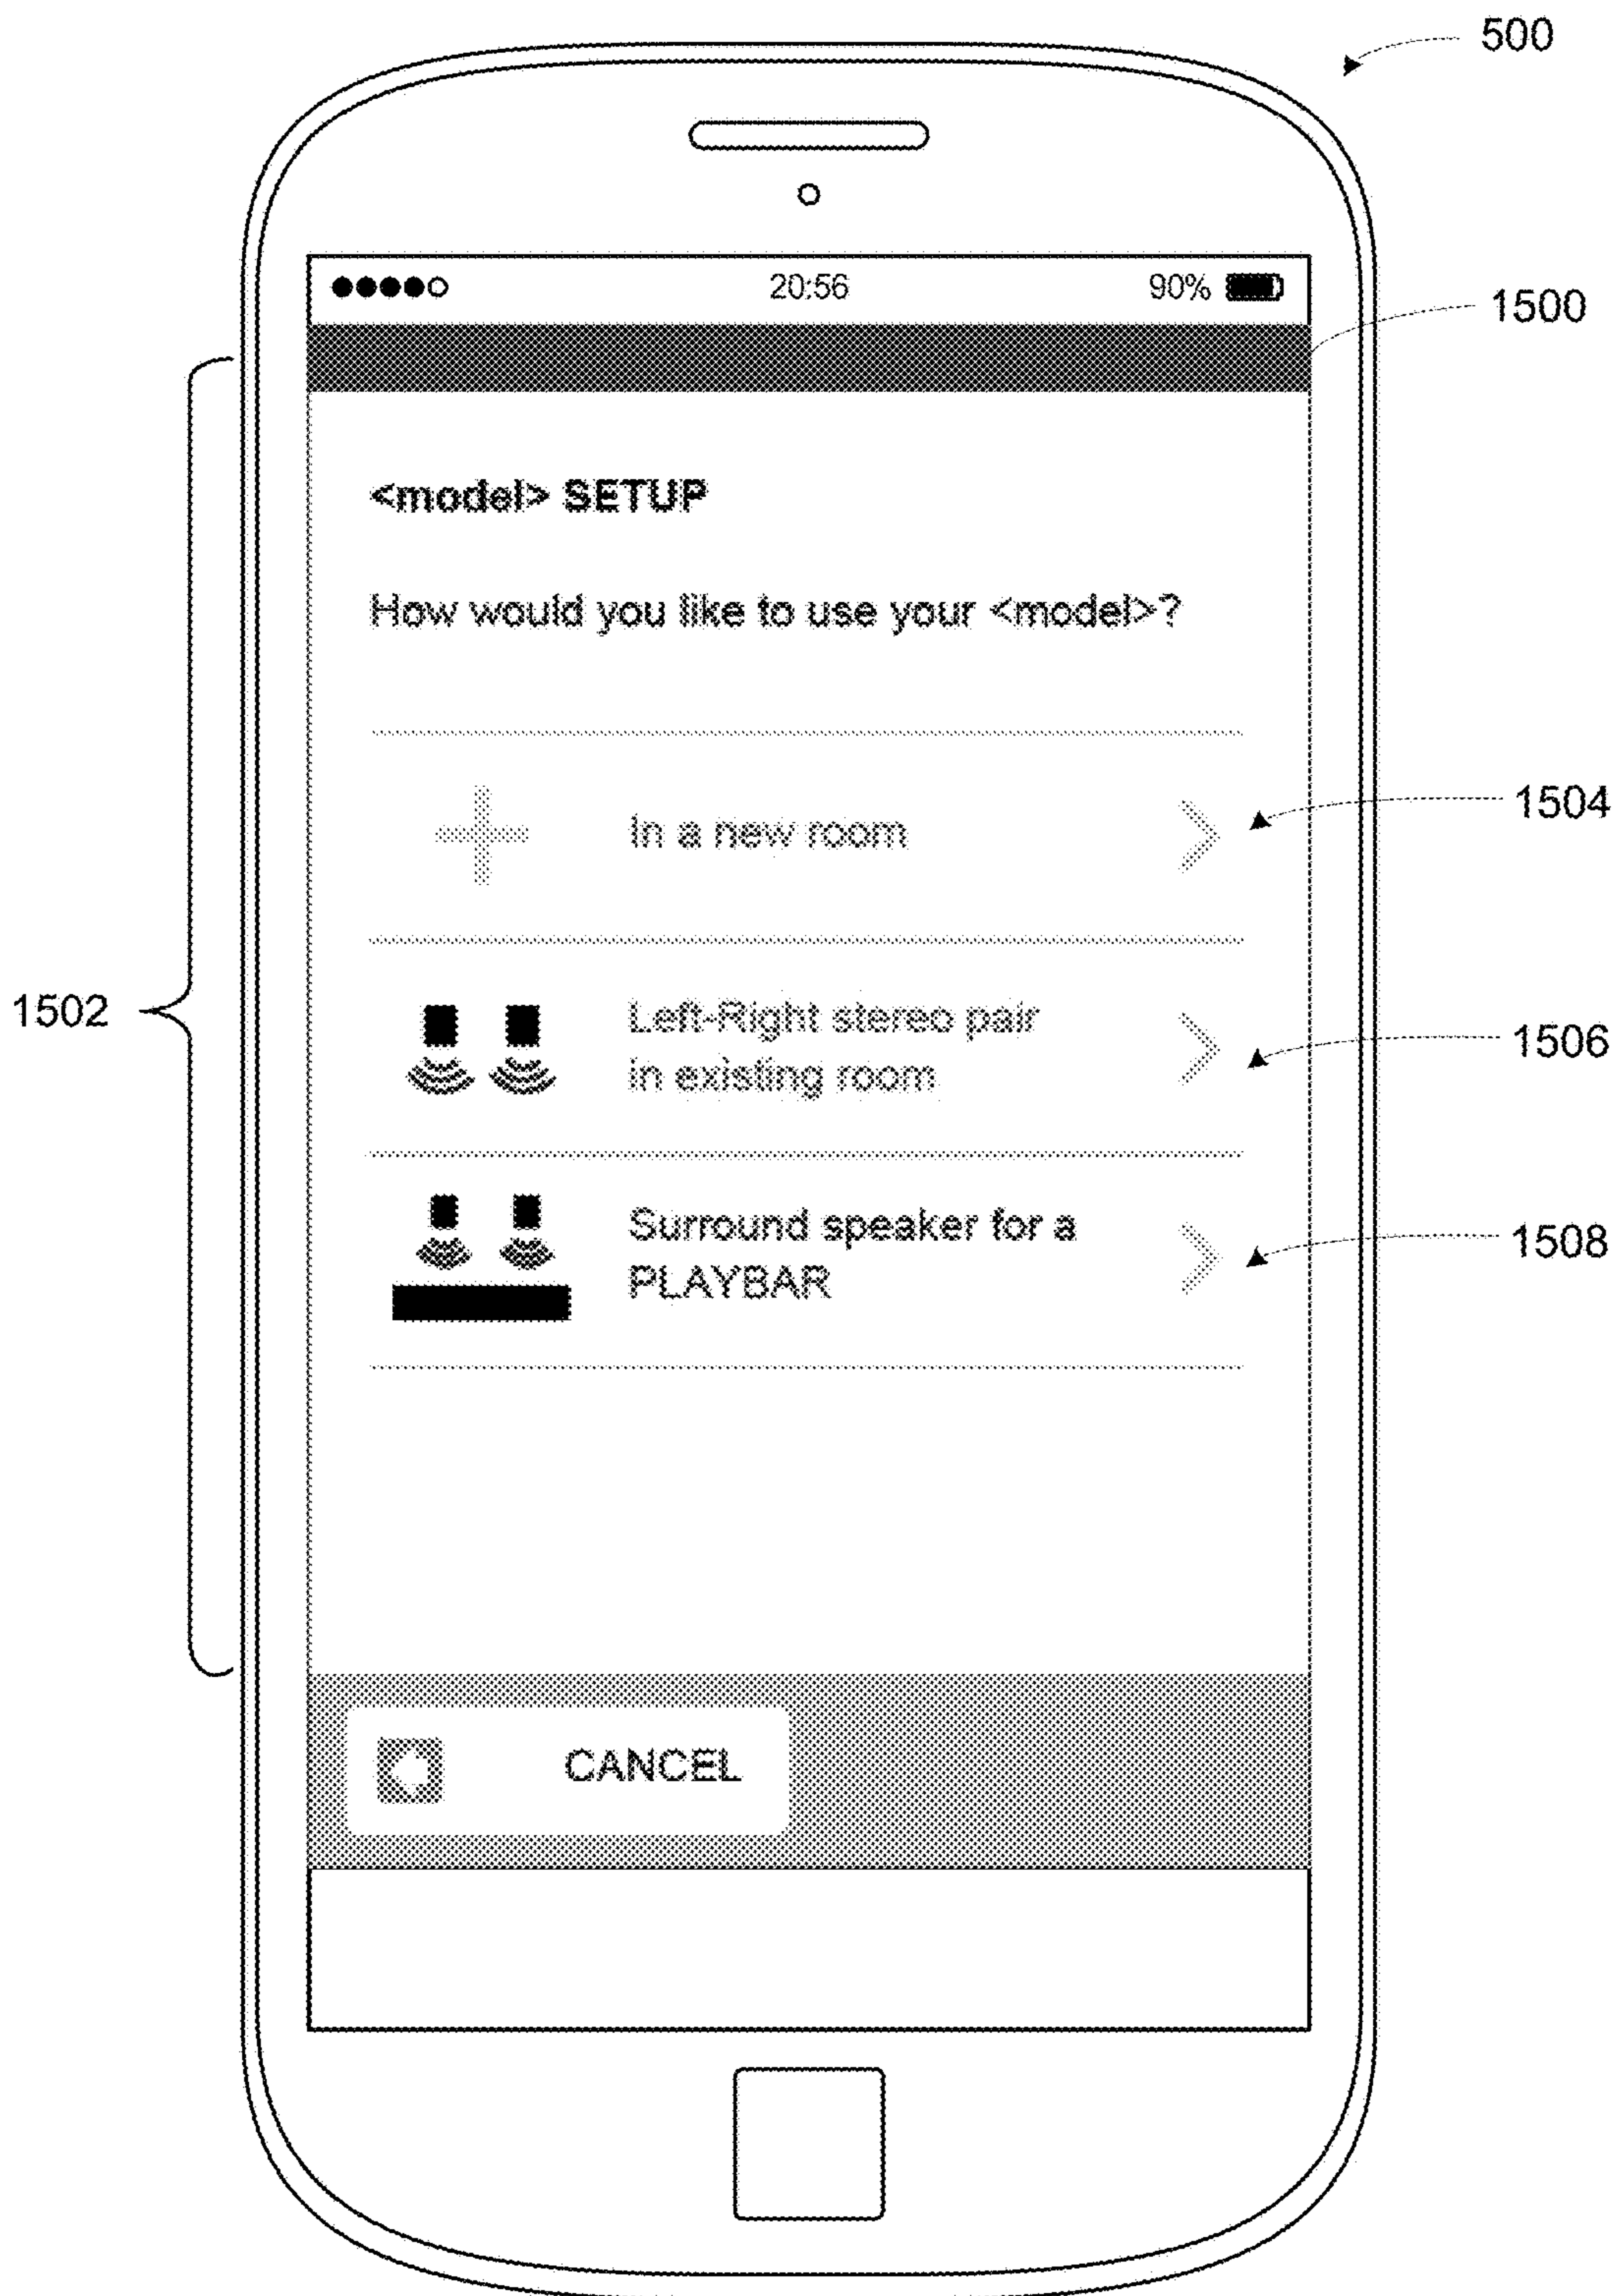 500
20:56 90%
1500
<model> SETUP
How would you like to use your <model>?
In a new room
1504
1502
Left-Right stereo pair
in existing room
1506
Surround speaker for a
PLAYBAR
1508
CANCEL